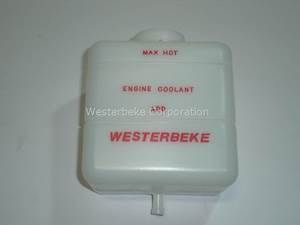 MAX HOT
ENGINE COOLANT
Westerbeke Corporation
ADD
WESTERBEKE